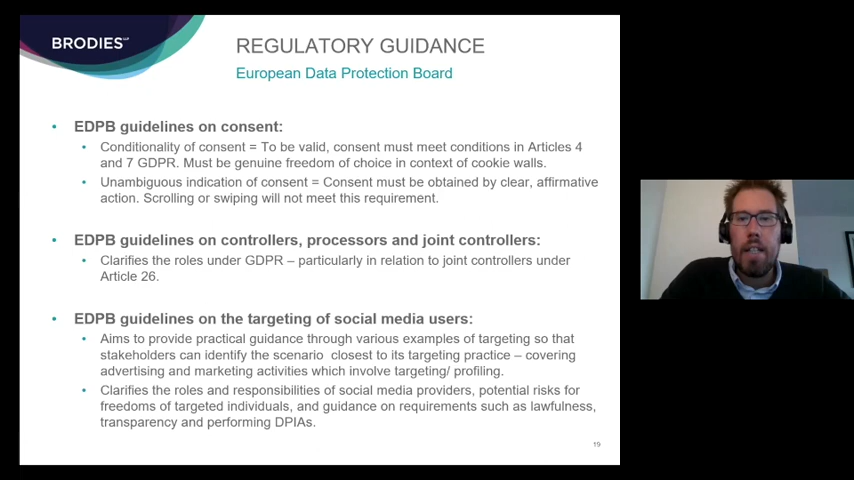 BRODIES LLP
REGULATORY GUIDANCE
European Data Protection Board
• EDPB guidelines on consent:
• Conditionality of consent = To be valid, consent must meet conditions in Articles 4
and 7 GDPR. Must be genuine freedom of choice in context of cookie walls.
• Unambiguous indication of consent = Consent must be obtained by clear, affirmative
action. Scrolling or swiping will not meet this requirement.
• EDPB guidelines on controllers, processors and joint controllers:
• Clarifies the roles under GDPR – particularly in relation to joint controllers under
Article 26.
• EDPB guidelines on the targeting of social media users:
• Aims to provide practical guidance through various examples of targeting so that
stakeholders can identify the scenario closest to its targeting practice – covering
advertising and marketing activities which involve targeting/ profiling.
• Clarifies the roles and responsibilities of social media providers, potential risks for
freedoms of targeted individuals, and guidance on requirements such as lawfulness,
transparency and performing DPIAs.
19